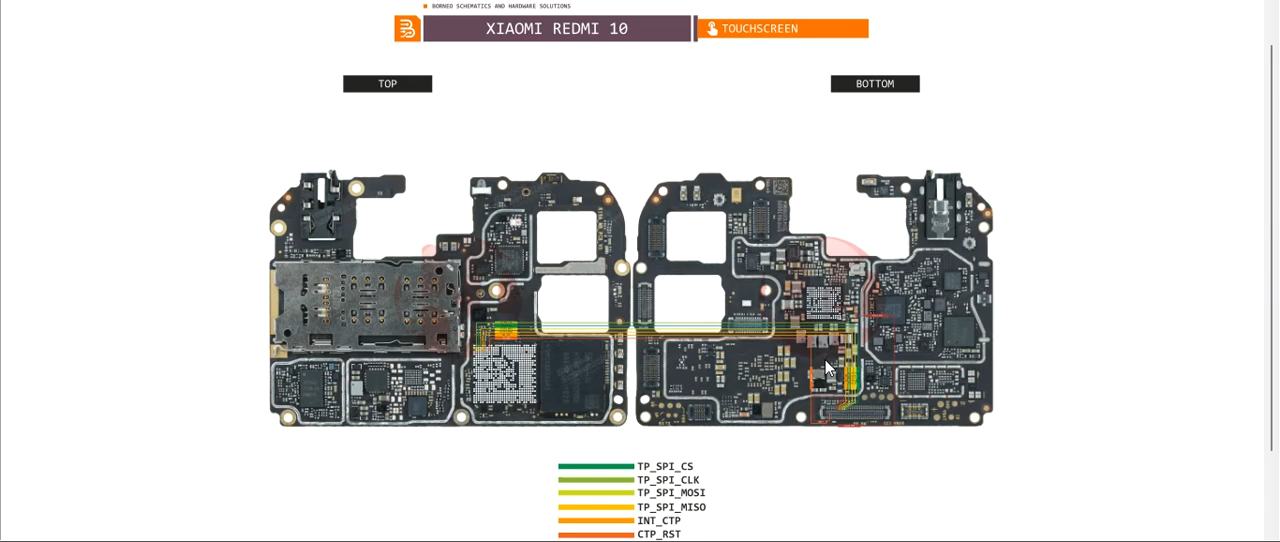 BORNEO SCHEMATICS AND HARDWARE SOLUTIONS
XIAOMI REDMI 10
TOUCHSCREEN
TOP
BOTTOM
TP_SPI_CS
TP_SPI_CLK
TP_SPI_MOSI
TP_SPI_MISO
INT_CTP
CTP_RST